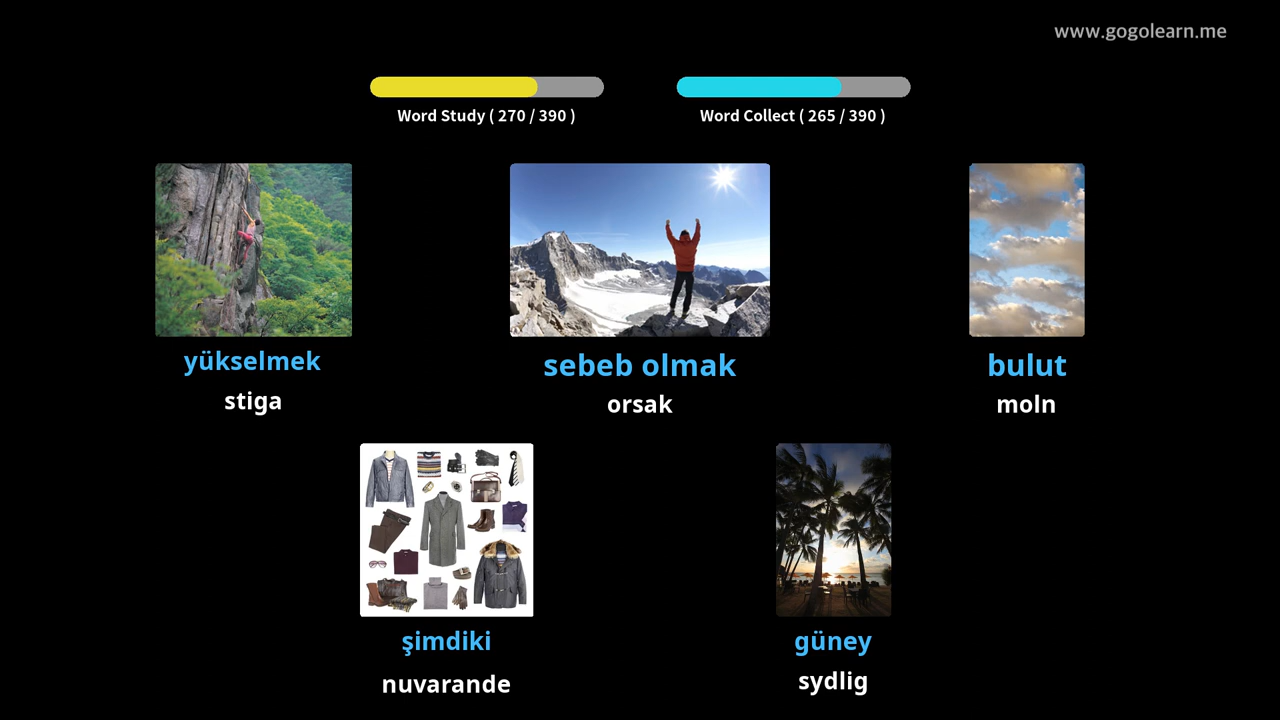 www.gogolearn.me
Word Study ( 270 / 390 )
Word Collect ( 265 / 390 )
yükselmek
stiga
sebeb olmak
orsak
bulut
moln
şimdiki
nuvarande
güney
sydlig